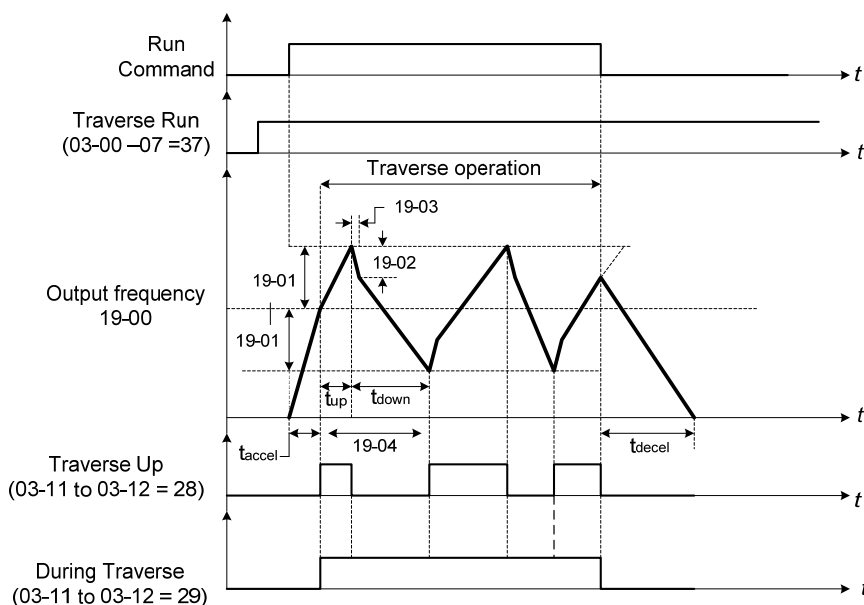 Run
Command
t
Traverse Run
(03-00 –07 =37)
t
Traverse operation
19-03
19-02
19-01
Output frequency
19-00
19-01
tup
tdown
t
taccel
19-04
tdecel
Traverse Up
(03-11 to 03-12 = 28)
t
During Traverse
(03-11 to 03-12 = 29)
t